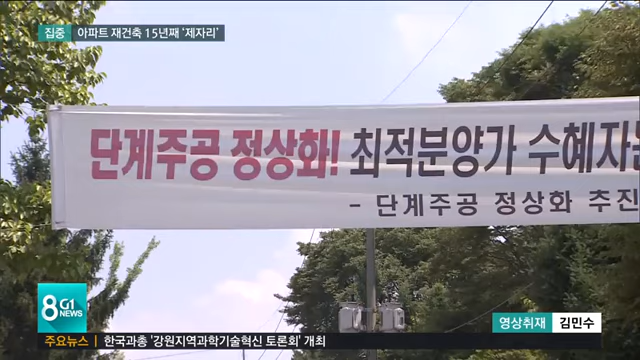 집중 아파트 재건축 15년째 '제자리'
단계주공 정상화! 최적분양가 수혜자
- 단계주공 정상화 추진
8 G1 NEWS
영상취재 김민수
주요뉴스 한국과총 '강원지역과학기술혁신 토론회' 개최